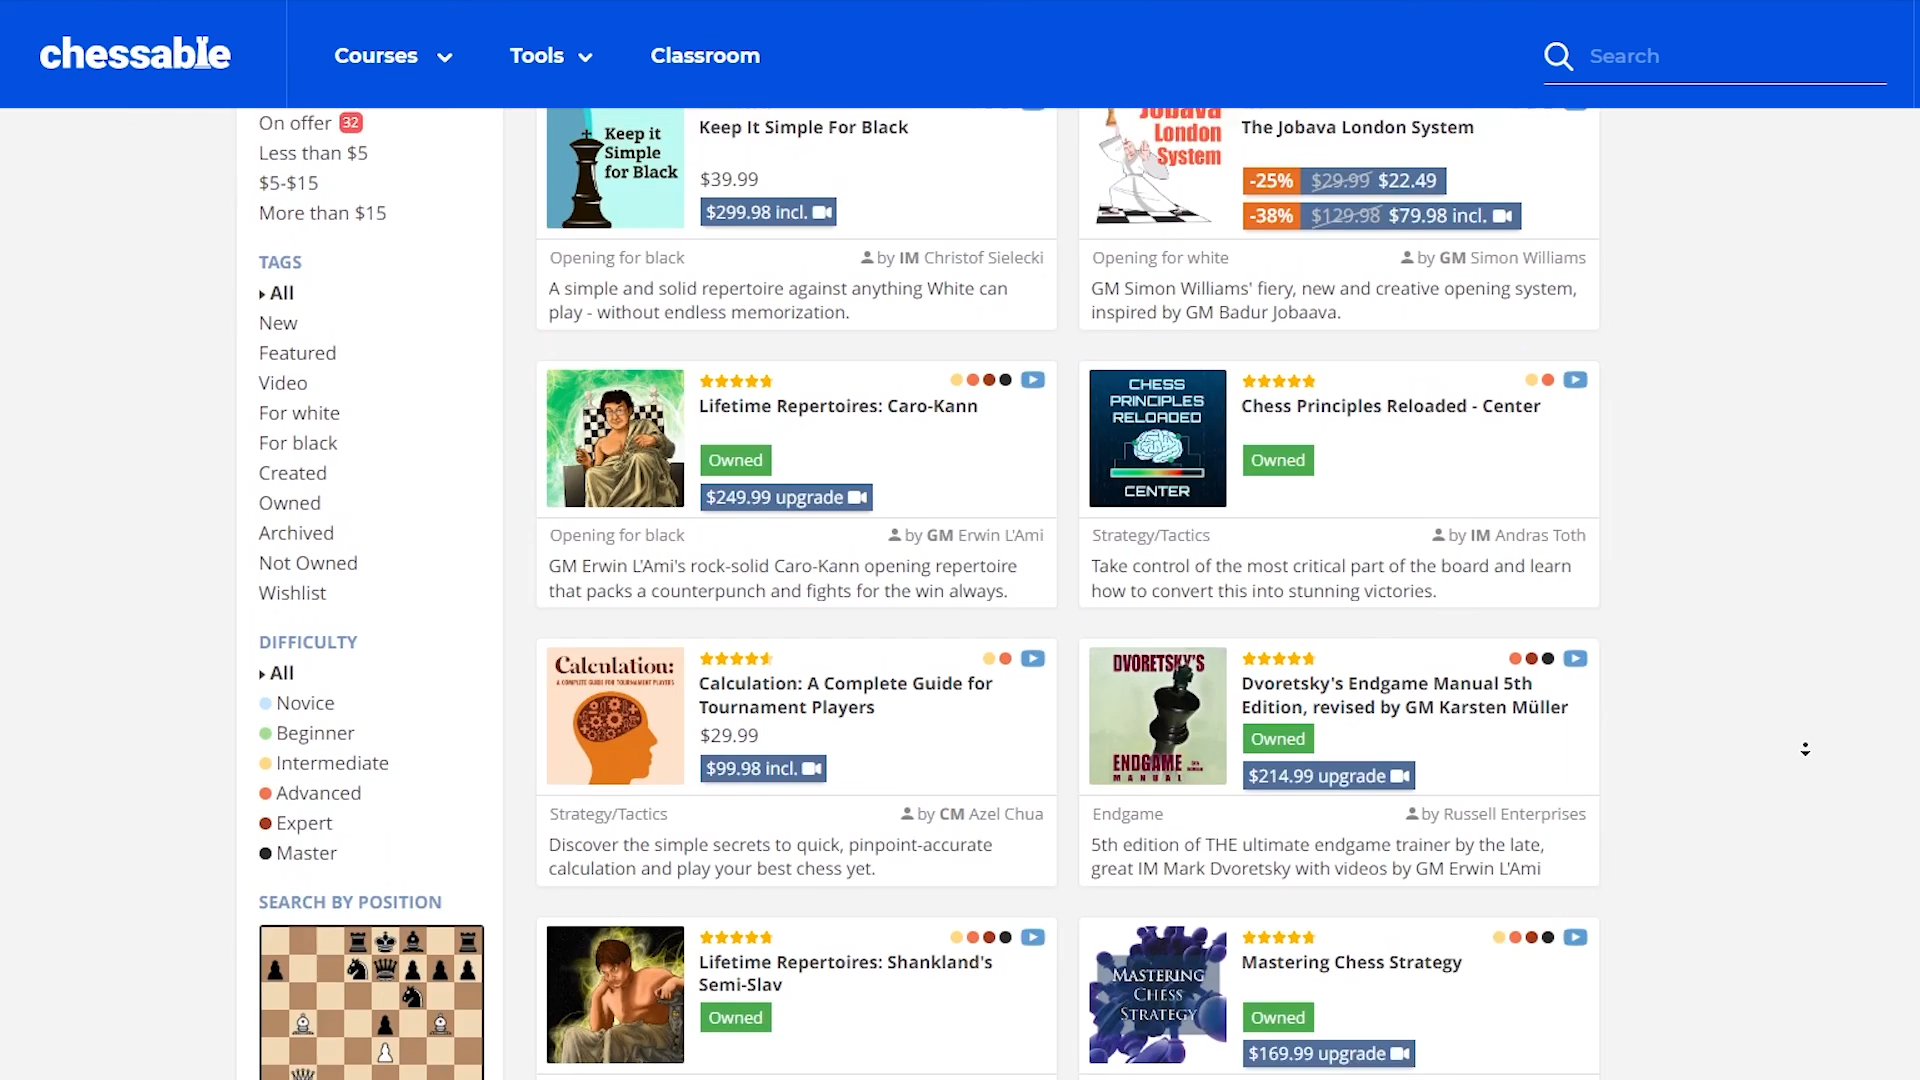 chessable
Courses
Tools
Classroom
Search
On offer 32
Less than $5
$5-$15
More than $15
TAGS
All
New
Featured
Video
For white
For black
Created
Owned
Archived
Not Owned
Wishlist
DIFFICULTY
All
Novice
Beginner
Intermediate
Advanced
Expert
Master
SEARCH BY POSITION
Keep it
Simple
for Black
Keep It Simple For Black
$39.99
$299.98 incl.
Opening for black
by IM Christof Sielecki
A simple and solid repertoire against anything White can
play - without endless memorization.
Jobava
London
System
The Jobava London System
-25% $29.99 $22.49
-38% $129.98 $79.98 incl.
Opening for white
by GM Simon Williams
GM Simon Williams' fiery, new and creative opening system,
inspired by GM Badur Jobaava.
Lifetime Repertoires: Caro-Kann
Owned
$249.99 upgrade
Opening for black
by GM Erwin L'Ami
GM Erwin L'Ami's rock-solid Caro-Kann opening repertoire
that packs a counterpunch and fights for the win always.
CHESS
PRINCIPLES
RELOADED
CENTER
Chess Principles Reloaded - Center
Owned
Strategy/Tactics
by IM Andras Toth
Take control of the most critical part of the board and learn
how to convert this into stunning victories.
Calculation:
A COMPLETE GUIDE FOR TOURNAMENT PLAYERS
Calculation: A Complete Guide for
Tournament Players
$29.99
$99.98 incl.
Strategy/Tactics
by CM Azel Chua
Discover the simple secrets to quick, pinpoint-accurate
calculation and play your best chess yet.
DVORETSKY'S
ENDGAME
MANUAL
Dvoretsky's Endgame Manual 5th
Edition, revised by GM Karsten Müller
Owned
$214.99 upgrade
Endgame
by Russell Enterprises
5th edition of THE ultimate endgame trainer by the late,
great IM Mark Dvoretsky with videos by GM Erwin L'Ami
Lifetime Repertoires: Shankland's
Semi-Slav
Owned
MASTERING
CHESS
STRATEGY
Mastering Chess Strategy
Owned
$169.99 upgrade